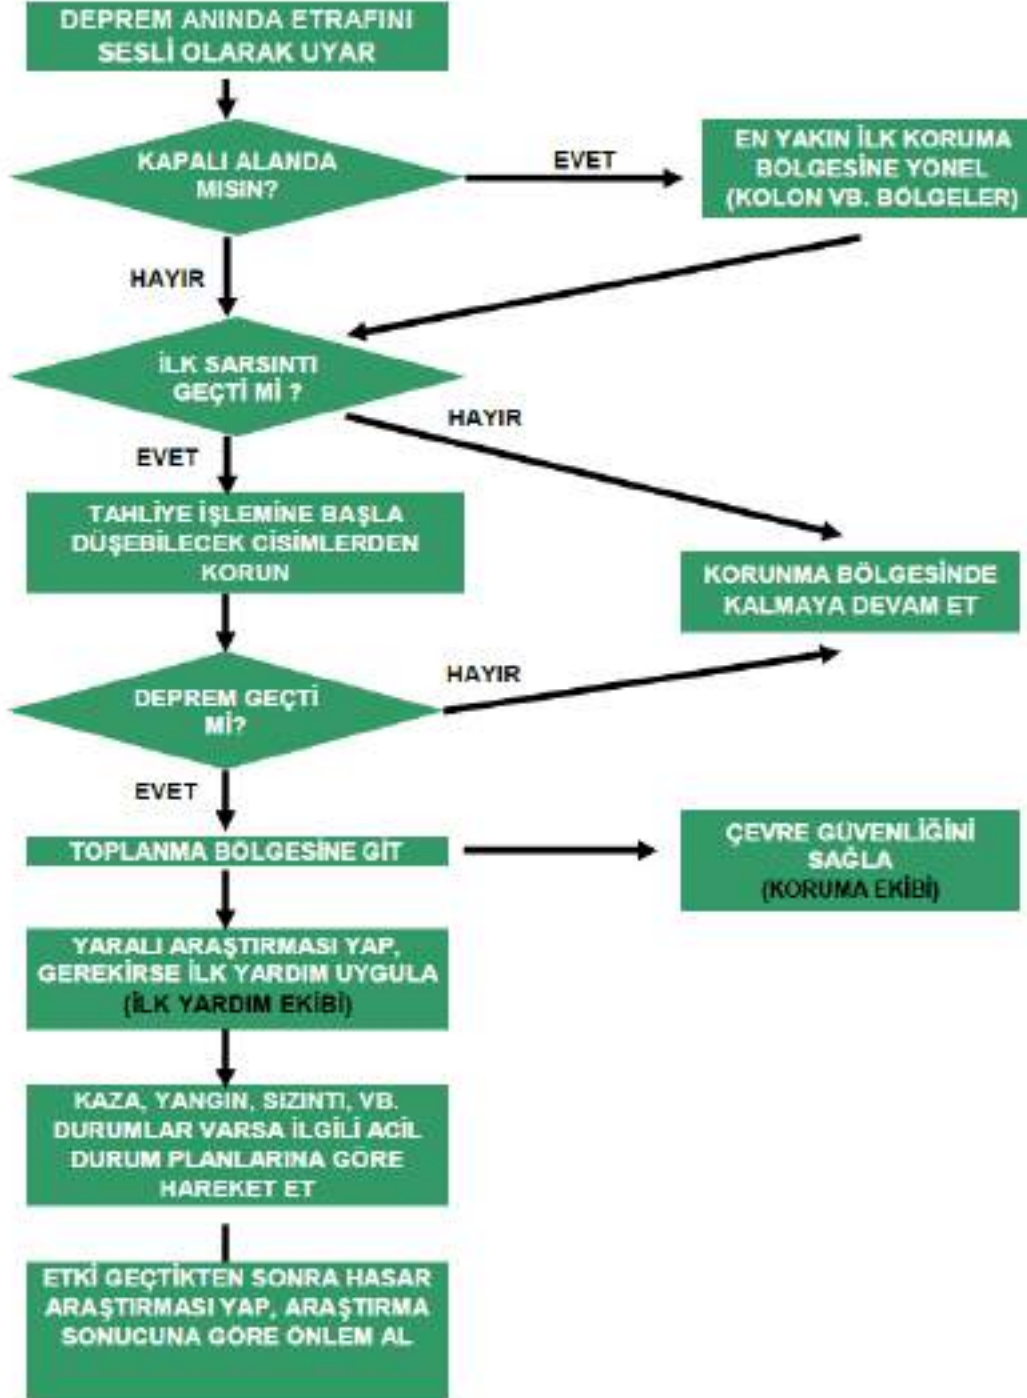 DEPREM ANINDA ETRAFINI
SESLİ OLARAK UYAR
KAPALI ALANDA
MISIN?
EVET
EN YAKIN İLK KORUMA
BÖLGESİNE YÖNEL
(KOLON VB. BÖLGELER)
HAYIR
İLK SARSINTI
GEÇTİ Mİ ?
HAYIR
EVET
TAHLİYE İŞLEMİNE BAŞLA
DÜŞEBİLECEK CİSİMLERDEN
KORUN
KORUNMA BÖLGESİNDE
KALMAYA DEVAM ET
DEPREM GEÇTİ
Mİ?
HAYIR
EVET
TOPLANMA BÖLGESİNE GİT
ÇEVRE GÜVENLİĞİNİ
SAĞLA
(KORUMA EKİBİ)
YARALI ARAŞTIRMASI YAP,
GEREKİRSE İLK YARDIM UYGULA
(İLK YARDIM EKİBİ)
KAZA, YANGIN, SIZINTI, VB.
DURUMLAR VARSA İLGİLİ ACİL
DURUM PLANLARINA GÖRE
HAREKET ET
ETKİ GEÇTİKTEN SONRA HASAR
ARAŞTIRMASI YAP, ARAŞTIRMA
SONUCUNA GÖRE ÖNLEM AL